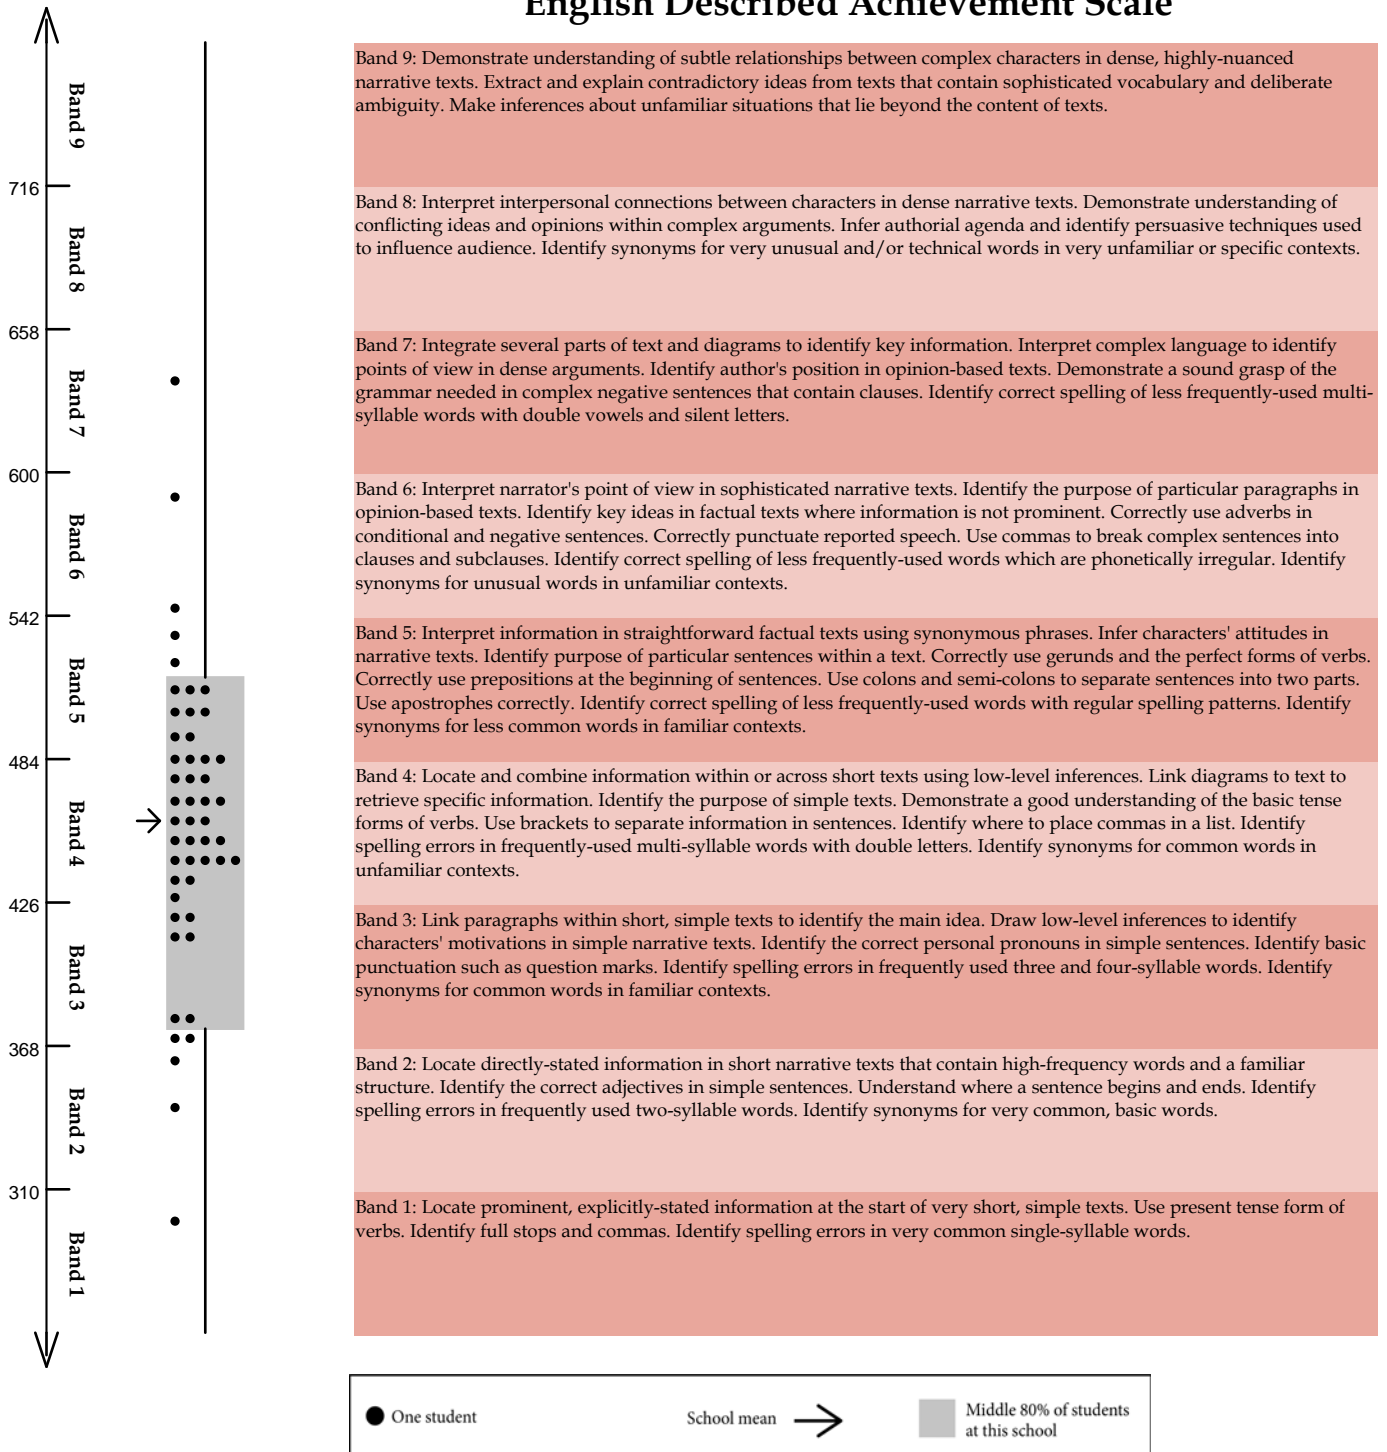 English Described Achievement Scale
Band 9: Demonstrate understanding of subtle relationships between complex characters in dense, highly-nuanced
narrative texts. Extract and explain contradictory ideas from texts that contain sophisticated vocabulary and deliberate
ambiguity. Make inferences about unfamiliar situations that lie beyond the content of texts.
Band 9
716
Band 8: Interpret interpersonal connections between characters in dense narrative texts. Demonstrate understanding of
conflicting ideas and opinions within complex arguments. Infer authorial agenda and identify persuasive techniques used
to influence audience. Identify synonyms for very unusual and/or technical words in very unfamiliar or specific contexts.
Band 8
658
Band 7: Integrate several parts of text and diagrams to identify key information. Interpret complex language to identify
points of view in dense arguments. Identify author's position in opinion-based texts. Demonstrate a sound grasp of the
grammar needed in complex negative sentences that contain clauses. Identify correct spelling of less frequently-used multi-
syllable words with double vowels and silent letters.
Band 7
600
Band 6: Interpret narrator's point of view in sophisticated narrative texts. Identify the purpose of particular paragraphs in
opinion-based texts. Identify key ideas in factual texts where information is not prominent. Correctly use adverbs in
conditional and negative sentences. Correctly punctuate reported speech. Use commas to break complex sentences into
clauses and subclauses. Identify correct spelling of less frequently-used words which are phonetically irregular. Identify
synonyms for unusual words in unfamiliar contexts.
Band 6
542
Band 5: Interpret information in straightforward factual texts using synonymous phrases. Infer characters' attitudes in
narrative texts. Identify purpose of particular sentences within a text. Correctly use gerunds and the perfect forms of verbs.
Correctly use prepositions at the beginning of sentences. Use colons and semi-colons to separate sentences into two parts.
Use apostrophes correctly. Identify correct spelling of less frequently-used words with regular spelling patterns. Identify
synonyms for less common words in familiar contexts.
Band 5
484
Band 4: Locate and combine information within or across short texts using low-level inferences. Link diagrams to text to
retrieve specific information. Identify the purpose of simple texts. Demonstrate a good understanding of the basic tense
forms of verbs. Use brackets to separate information in sentences. Identify where to place commas in a list. Identify
spelling errors in frequently-used multi-syllable words with double letters. Identify synonyms for common words in
unfamiliar contexts.
Band 4
426
Band 3: Link paragraphs within short, simple texts to identify the main idea. Draw low-level inferences to identify
characters' motivations in simple narrative texts. Identify the correct personal pronouns in simple sentences. Identify basic
punctuation such as question marks. Identify spelling errors in frequently used three and four-syllable words. Identify
synonyms for common words in familiar contexts.
Band 3
368
Band 2: Locate directly-stated information in short narrative texts that contain high-frequency words and a familiar
structure. Identify the correct adjectives in simple sentences. Understand where a sentence begins and ends. Identify
spelling errors in frequently used two-syllable words. Identify synonyms for very common, basic words.
Band 2
310
Band 1: Locate prominent, explicitly-stated information at the start of very short, simple texts. Use present tense form of
verbs. Identify full stops and commas. Identify spelling errors in very common single-syllable words.
Band 1
One student
School mean
Middle 80% of students
at this school